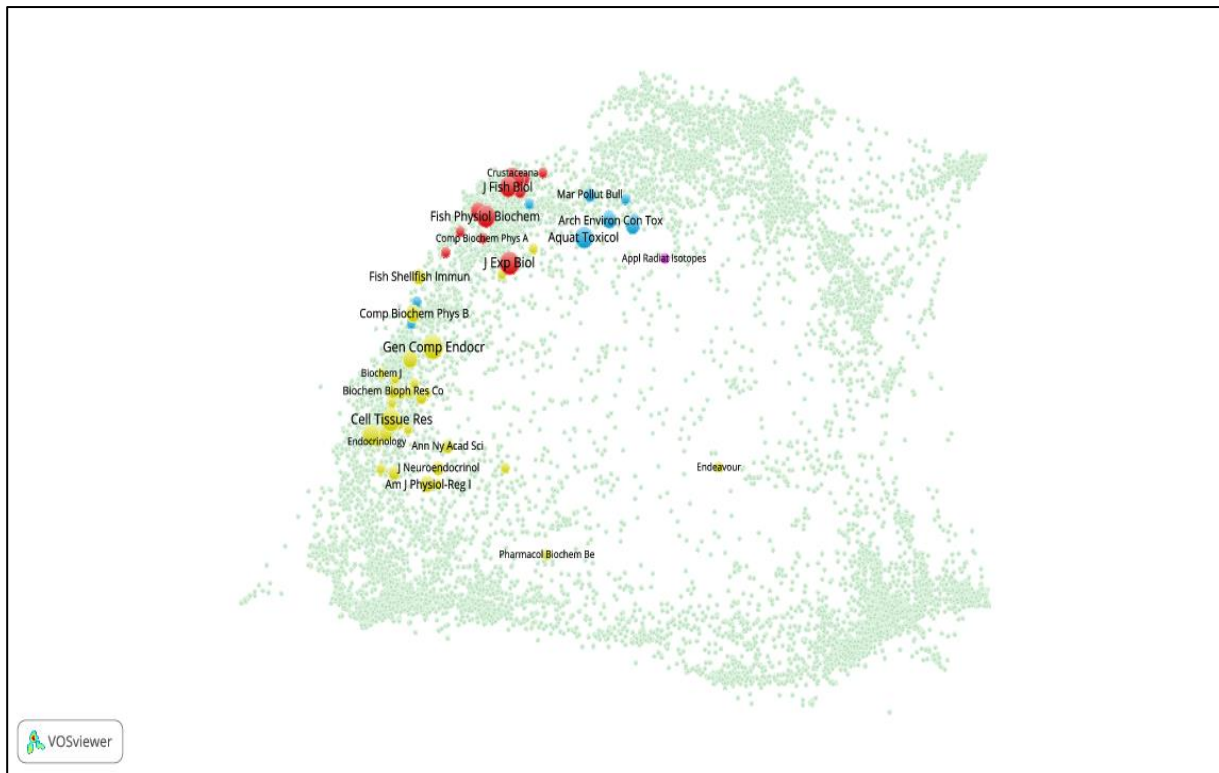 Crustaceana
J Fish Biol
Mar Pollut Bull
Fish Physiol Biochem
Arch Environ Con Tox
Comp Biochem Phys A
Aquat Toxicol
Appl Radiat Isotopes
J Exp Biol
Fish Shellfish Immun
Comp Biochem Phys B
Gen Comp Endocr
Biochem J
Biochem Bioph Res Co
Cell Tissue Res
Endocrinology
Ann Ny Acad Sci
J Neuroendocrinol
Endeavour
Am J Physiol-Reg I
Pharmacol Biochem Be
VOSviewer